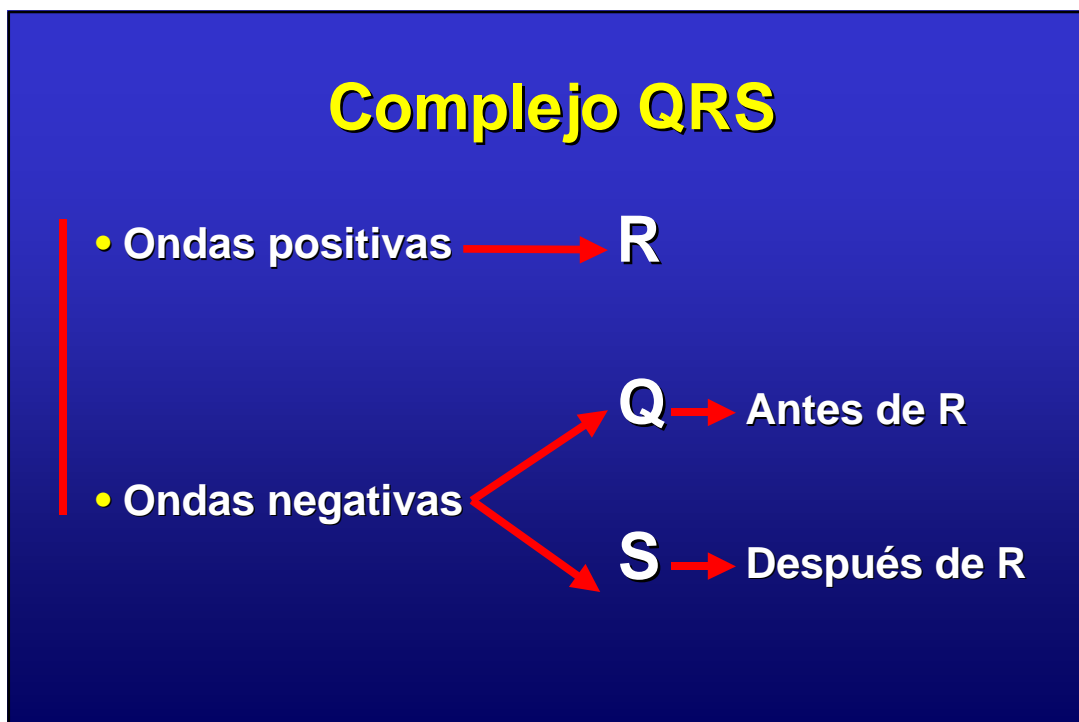 Complejo QRS
• Ondas positivas R
Q Antes de R
• Ondas negativas
S Después de R